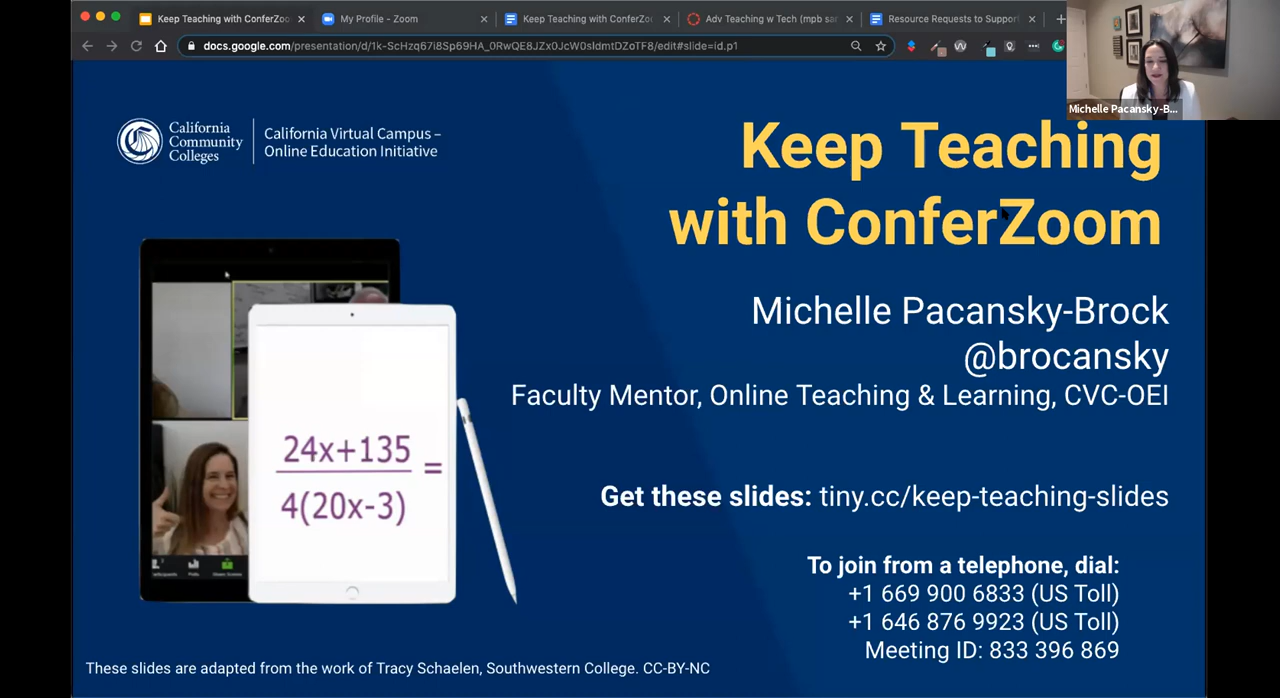 Keep Teaching with ConferZoo
My Profile - Zoom
Keep Teaching with ConferZo
Adv Teaching w Tech (mpb sar
Resource Requests to Support
docs.google.com/presentation/d/1k-ScHzq67i8Sp69HA_0RwQE8JZx0JcW0sIdmtDZoTF8/edit#slide=id.p1
Michelle Pacansky-B...
California
Community
Colleges
California Virtual Campus –
Online Education Initiative
Keep Teaching
with ConferZoom
Michelle Pacansky-Brock
@brocansky
Faculty Mentor, Online Teaching & Learning, CVC-OEI
24x+135
=
4(20x-3)
Get these slides: tiny.cc/keep-teaching-slides
To join from a telephone, dial:
+1 669 900 6833 (US Toll)
+1 646 876 9923 (US Toll)
Meeting ID: 833 396 869
These slides are adapted from the work of Tracy Schaelen, Southwestern College. CC-BY-NC